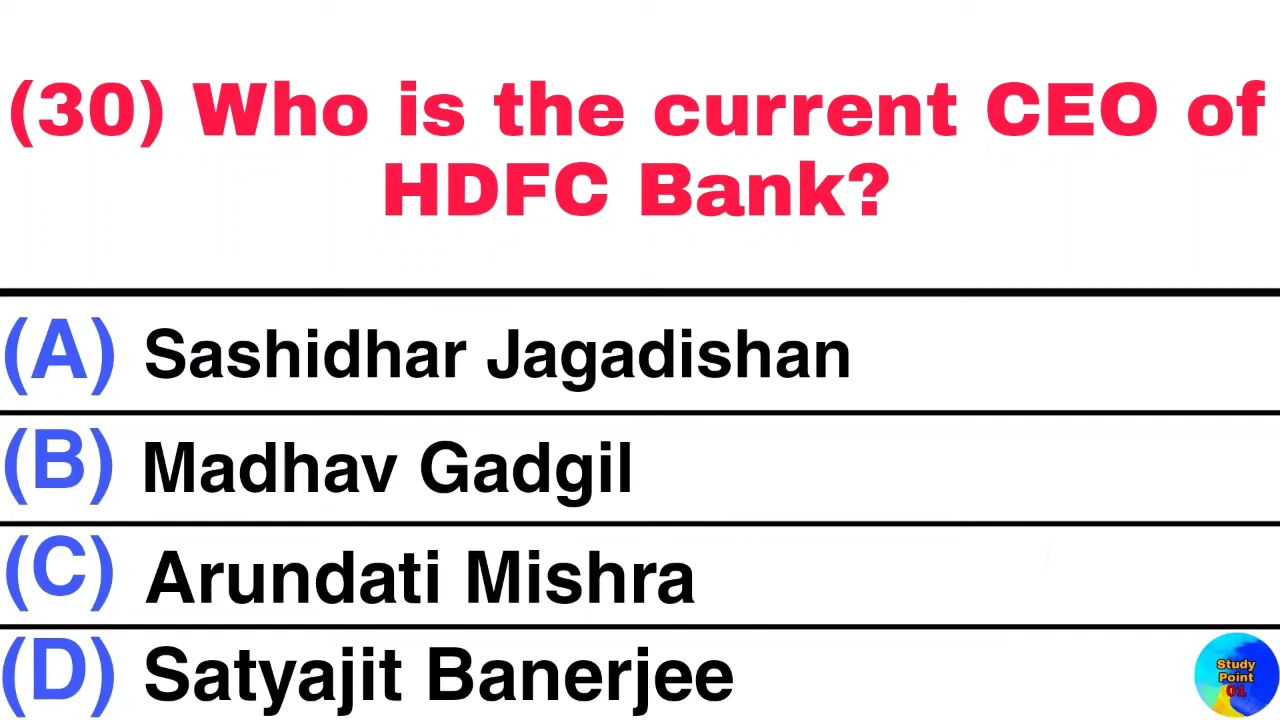 (30) Who is the current CEO of
HDFC Bank?
(A) Sashidhar Jagadishan
(B) Madhav Gadgil
(C) Arundati Mishra
(D) Satyajit Banerjee
Study
Point
01